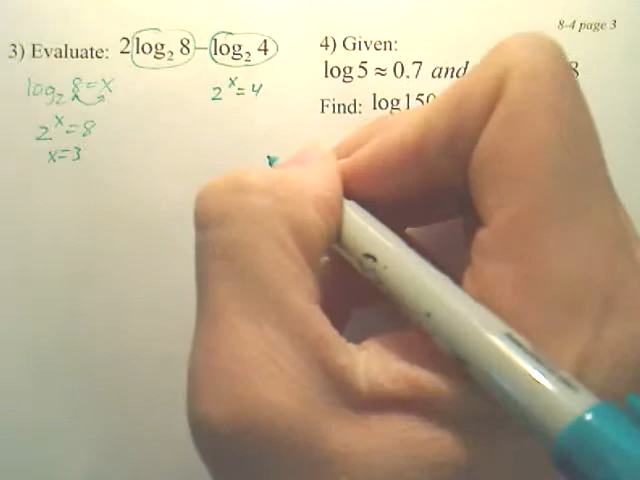 8-4 page 3
3) Evaluate: 2log₂ 8 – log₂ 4
log₂ 8 = x
2ˣ = 8
x = 3
2ˣ = 4
4) Given:
log 5 ≈ 0.7 and 8
Find: log150